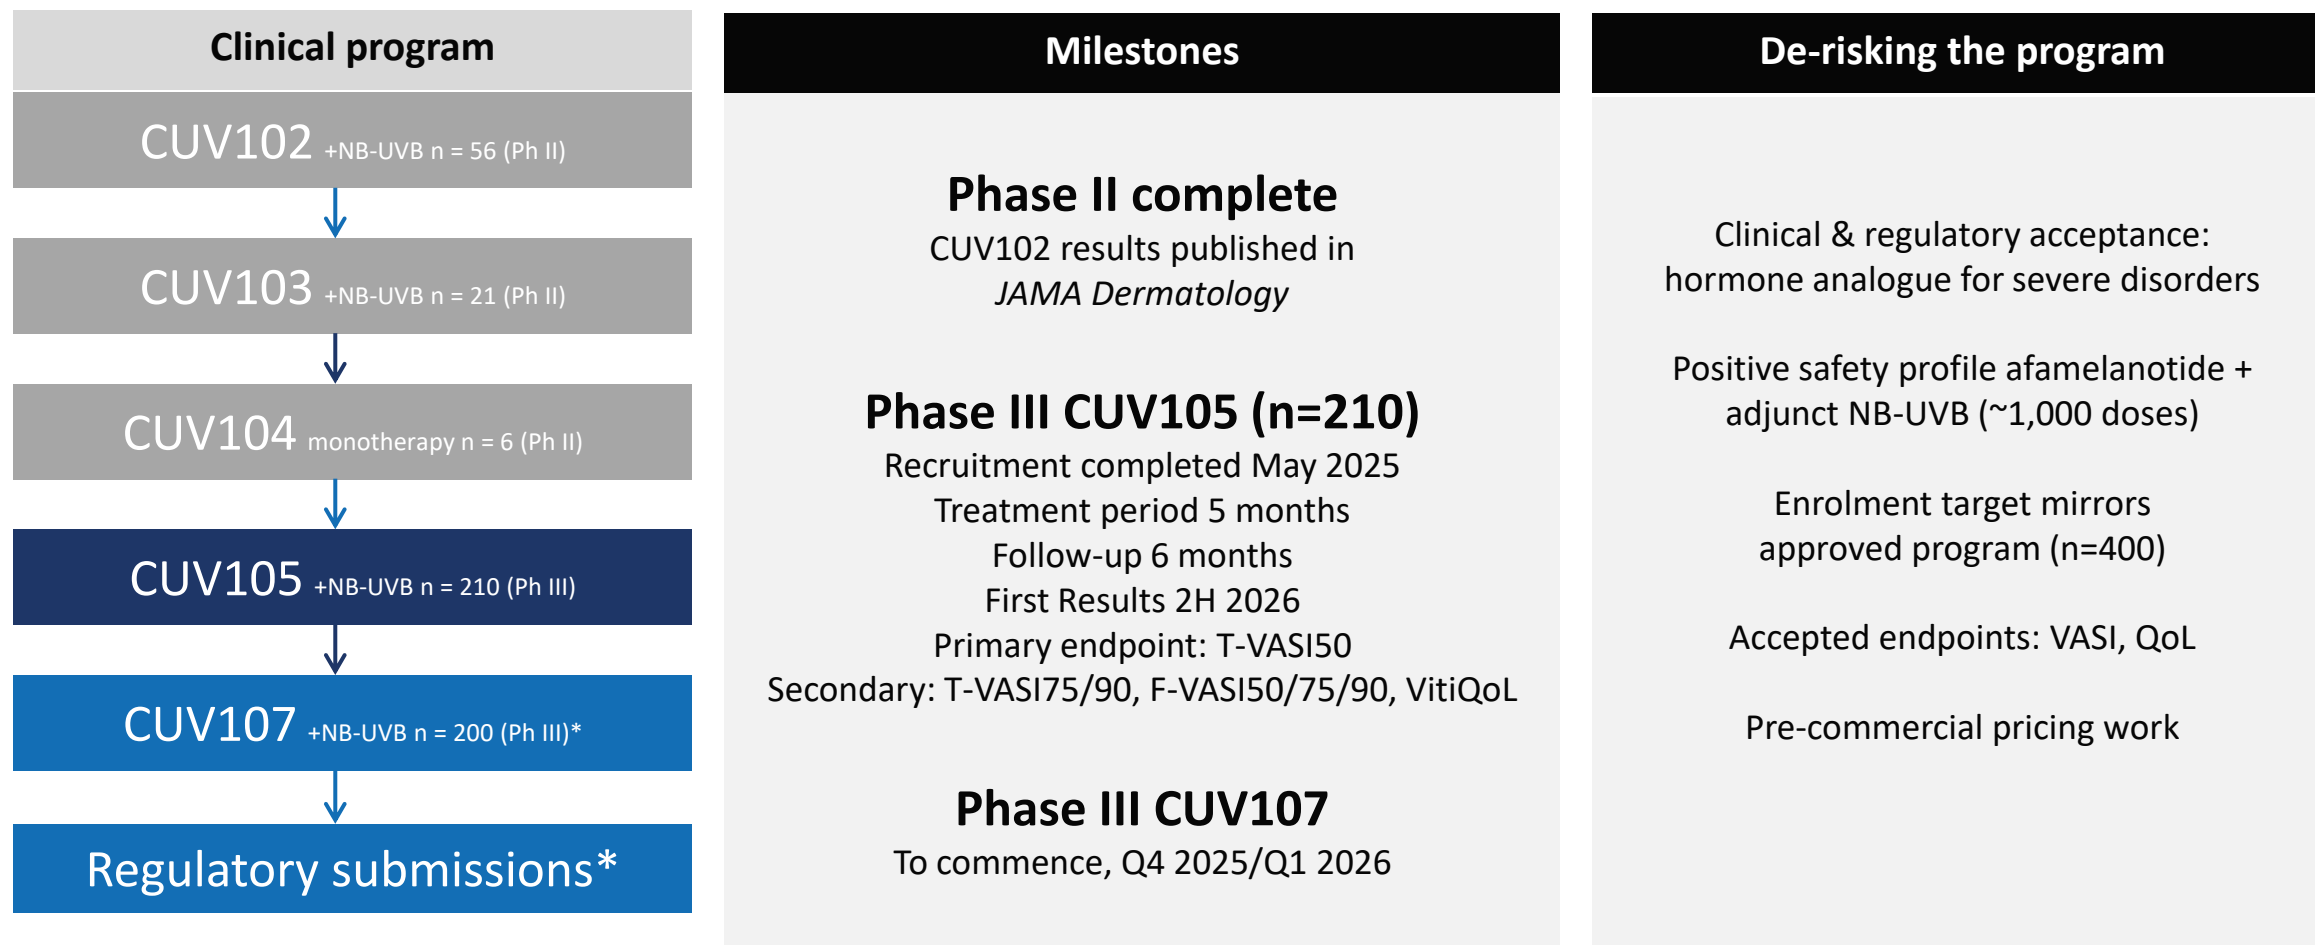 Clinical program
CUV102 +NB-UVB n = 56 (Ph II)
CUV103 +NB-UVB n = 21 (Ph II)
CUV104 monotherapy n = 6 (Ph II)
CUV105 +NB-UVB n = 210 (Ph III)
CUV107 +NB-UVB n = 200 (Ph III)*
Regulatory submissions*
Milestones
Phase II complete
CUV102 results published in
JAMA Dermatology
Phase III CUV105 (n=210)
Recruitment completed May 2025
Treatment period 5 months
Follow-up 6 months
First Results 2H 2026
Primary endpoint: T-VASI50
Secondary: T-VASI75/90, F-VASI50/75/90, VitiQoL
Phase III CUV107
To commence, Q4 2025/Q1 2026
De-risking the program
Clinical & regulatory acceptance:
hormone analogue for severe disorders
Positive safety profile afamelanotide +
adjunct NB-UVB (~1,000 doses)
Enrolment target mirrors
approved program (n=400)
Accepted endpoints: VASI, QoL
Pre-commercial pricing work